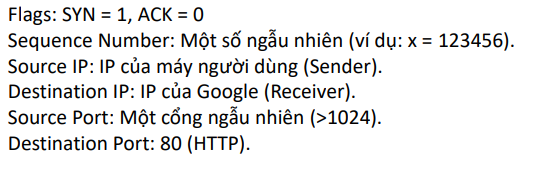 Flags: SYN = 1, ACK = 0
Sequence Number: Một số ngẫu nhiên (ví dụ: x = 123456).
Source IP: IP của máy người dùng (Sender).
Destination IP: IP của Google (Receiver).
Source Port: Một cổng ngẫu nhiên (>1024).
Destination Port: 80 (HTTP).